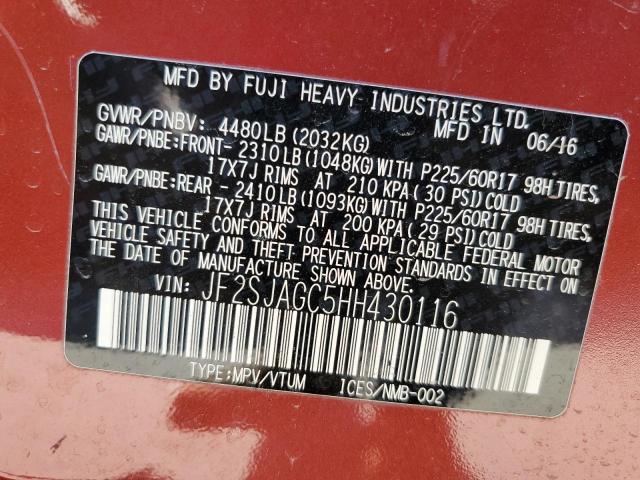 MFD BY FUJI HEAVY INDUSTRIES LTD.
MFD IN 06/16
GVWR/PNBV: 4480LB(2032KG)
GAWR/PNBE:FRONT- 2310LB(1048KG)WITH P225/60R17 98H TIRES,
17X7J RIMS AT 210 KPA(30 PSI)COLD
GAWR/PNBE:REAR - 2410LB(1093KG)WITH P225/60R17 98H TIRES,
17X7J RIMS AT 200 KPA(29 PSI)COLD
THIS VEHICLE CONFORMS TO ALL APPLICABLE FEDERAL MOTOR
VEHICLE SAFETY AND THEFT PREVENTION STANDARDS IN EFFECT ON
THE DATE OF MANUFACTURE SHOWN ABOVE.
VIN: JF2SJAGC5HH430116
TYPE:MPV/VTUM ICES/NMB-002